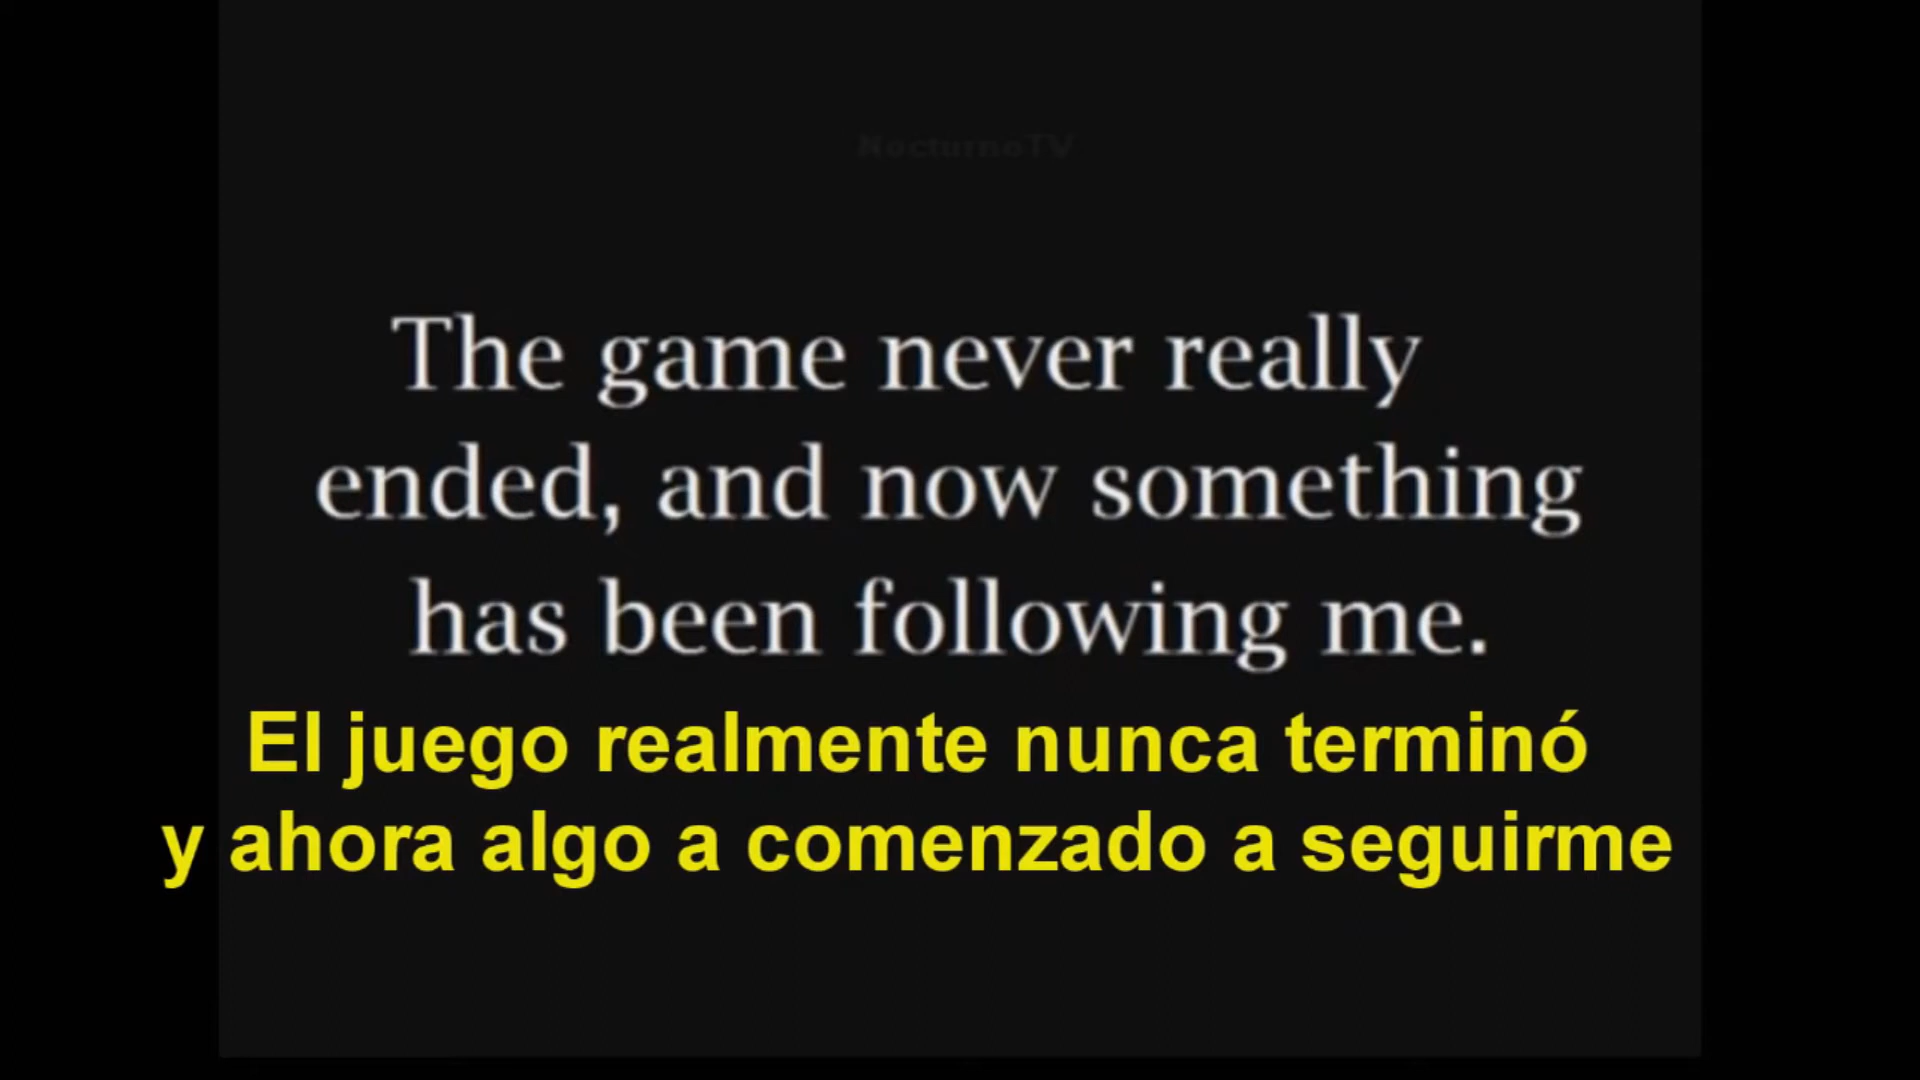 NocturnoTV
The game never really
ended, and now something
has been following me.
El juego realmente nunca terminó
y ahora algo a comenzado a seguirme